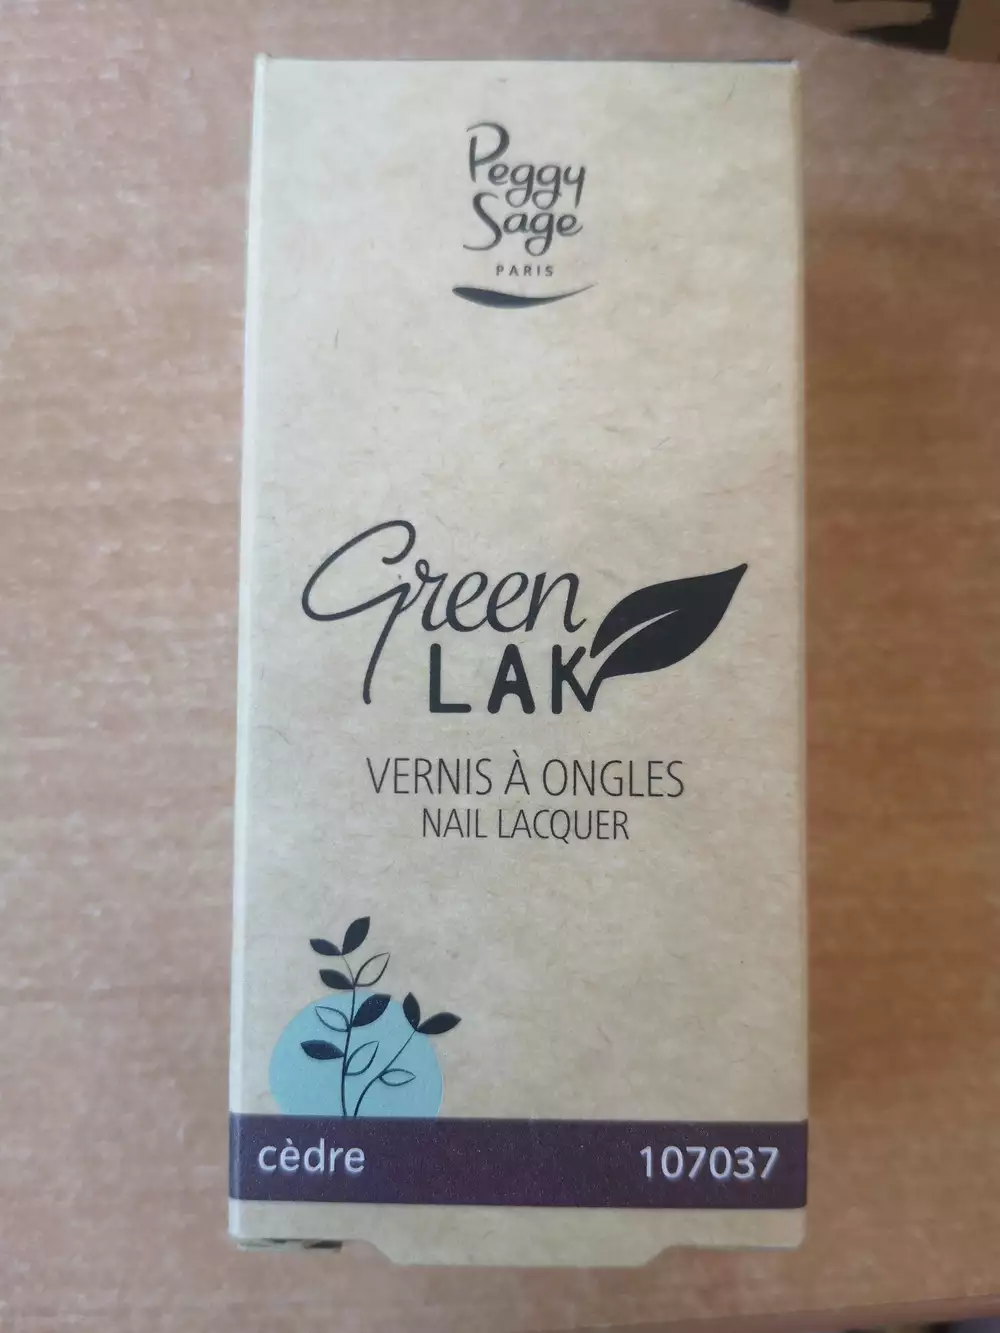 Peggy
Sage
PARIS
Green
LAK
VERNIS À ONGLES
NAIL LACQUER
cèdre 107037